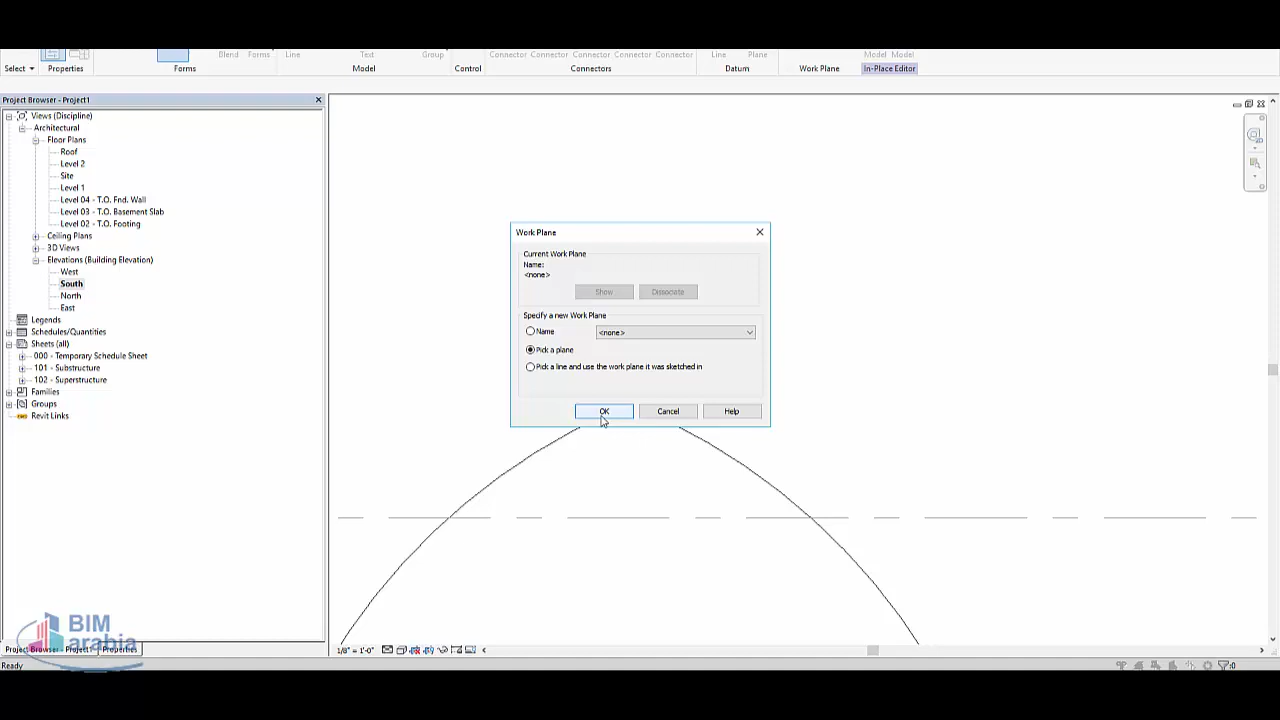 Blend
Forms
Line
Text
Group
Connector Connector Connector Connector Connector
Line
Plane
Model Model
Select
Properties
Forms
Model
Control
Connectors
Datum
Work Plane
In-Place Editor
Project Browser - Project1
Views (Discipline)
Architectural
Floor Plans
Roof
Level 2
Site
Level 1
Level 04 - T.O. Fnd. Wall
Level 03 - T.O. Basement Slab
Level 02 - T.O. Footing
Ceiling Plans
3D Views
Elevations (Building Elevation)
West
South
North
East
Legends
Schedules/Quantities
Sheets (all)
000 - Temporary Schedule Sheet
101 - Substructure
102 - Superstructure
Families
Groups
Revit Links
Work Plane
Current Work Plane
Name:
<none>
Show
Dissociate
Specify a new Work Plane
Name
<none>
Pick a plane
Pick a line and use the work plane it was sketched in
OK
Cancel
Help
BIM
arabia
Project Browser - Project1
Properties
1/8" = 1'-0"
Ready
:0